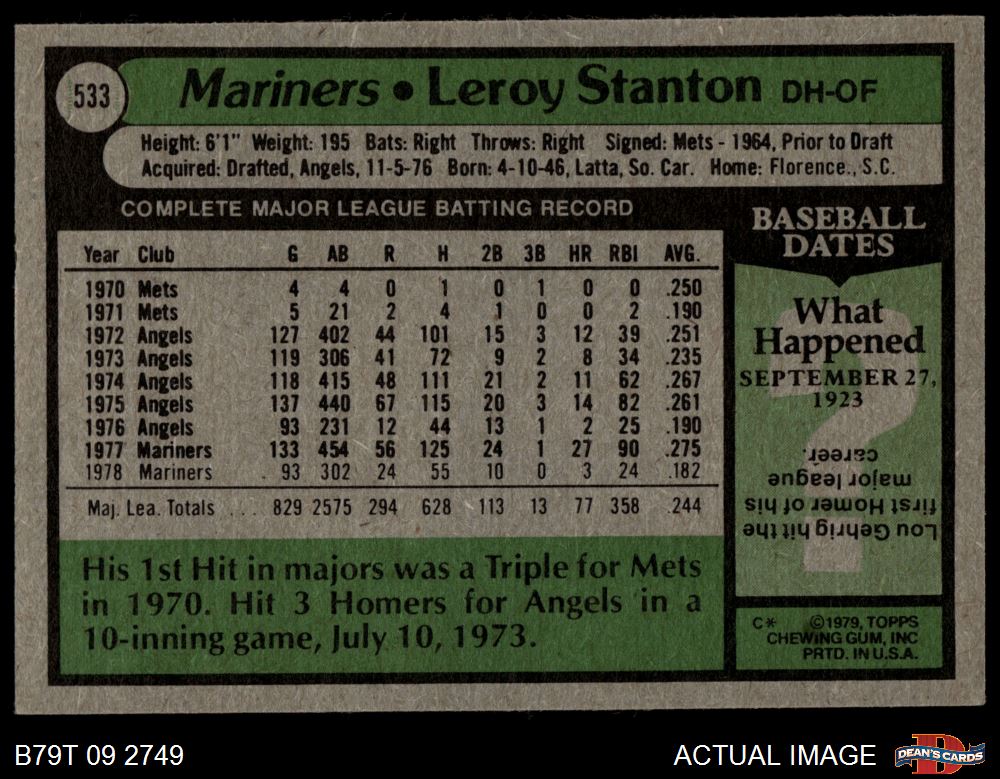 533
Mariners • Leroy Stanton DH-OF
Height: 6'1" Weight: 195 Bats: Right Throws: Right Signed: Mets - 1964, Prior to Draft
Acquired: Drafted, Angels, 11-5-76 Born: 4-10-46, Latta, So. Car. Home: Florence., S.C.
COMPLETE MAJOR LEAGUE BATTING RECORD
Year Club G AB R H 2B 3B HR RBI AVG.
1970 Mets 4 4 0 1 0 1 0 0 .250
1971 Mets 5 21 2 4 1 0 0 2 .190
1972 Angels 127 402 44 101 15 3 12 39 .251
1973 Angels 119 306 41 72 9 2 8 34 .235
1974 Angels 118 415 48 111 21 2 11 62 .267
1975 Angels 137 440 67 115 20 3 14 82 .261
1976 Angels 93 231 12 44 13 1 2 25 .190
1977 Mariners 133 454 56 125 24 1 27 90 .275
1978 Mariners . 93 302 24 55 10 0 3 24 .182
Maj. Lea. Totals ... 829 2575 294 628 113 13 77 358 .244
His 1st Hit in majors was a Triple for Mets
in 1970. Hit 3 Homers for Angels in a
10-inning game, July 10, 1973.
BASEBALL
DATES
What
Happened
SEPTEMBER 27,
1923
?
Lou Gehrig hit the
first Homer of his
major league
career.
C* ©1979, TOPPS
CHEWING GUM, INC
PRTD. IN U.S.A.
B79T 09 2749
ACTUAL IMAGE
D
DEAN'S CARDS